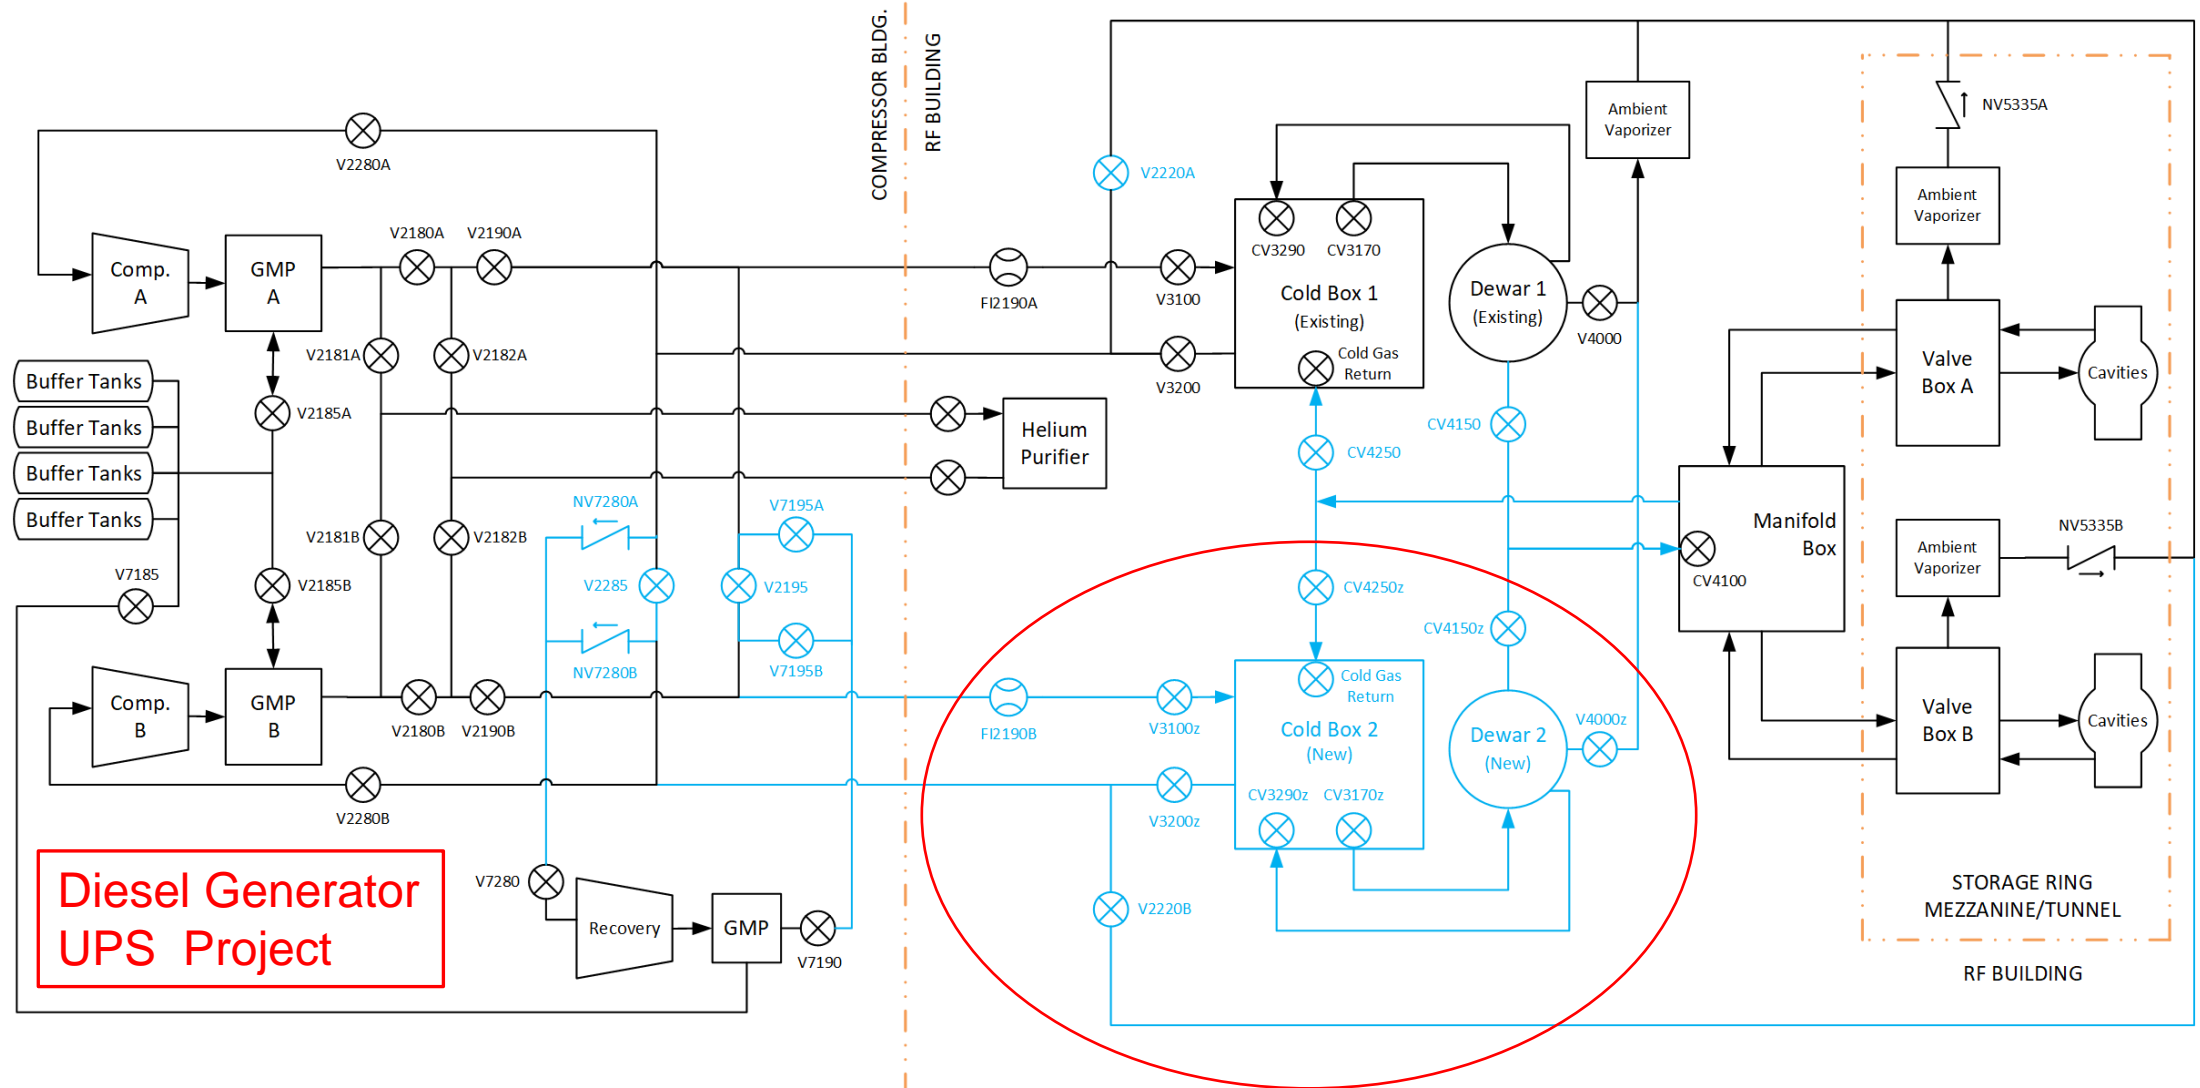 COMPRESSOR BLDG.
RF BUILDING
V2280A
Comp.
A
GMP
A
V2180A
V2190A
V2181A
V2182A
V2185A
Buffer Tanks
Buffer Tanks
Buffer Tanks
Buffer Tanks
V7185
V2185B
V2181B
V2182B
Comp.
B
GMP
B
V2180B
V2190B
V2280B
NV7280A
V2285
NV7280B
V7195A
V2195
V7195B
V7280
Recovery
GMP
V7190
Diesel Generator
UPS Project
FI2190A
V2220A
V3100
V3200
CV3290
CV3170
Cold Box 1
(Existing)
Cold Gas
Return
Dewar 1
(Existing)
V4000
Ambient
Vaporizer
Helium
Purifier
CV4250
CV4150
CV4250z
CV4150z
FI2190B
V3100z
V3200z
Cold Gas
Return
Cold Box 2
(New)
CV3290z
CV3170z
Dewar 2
(New)
V4000z
V2220B
Manifold
Box
CV4100
NV5335A
Ambient
Vaporizer
Valve
Box A
Cavities
Ambient
Vaporizer
NV5335B
Valve
Box B
Cavities
STORAGE RING
MEZZANINE/TUNNEL
RF BUILDING